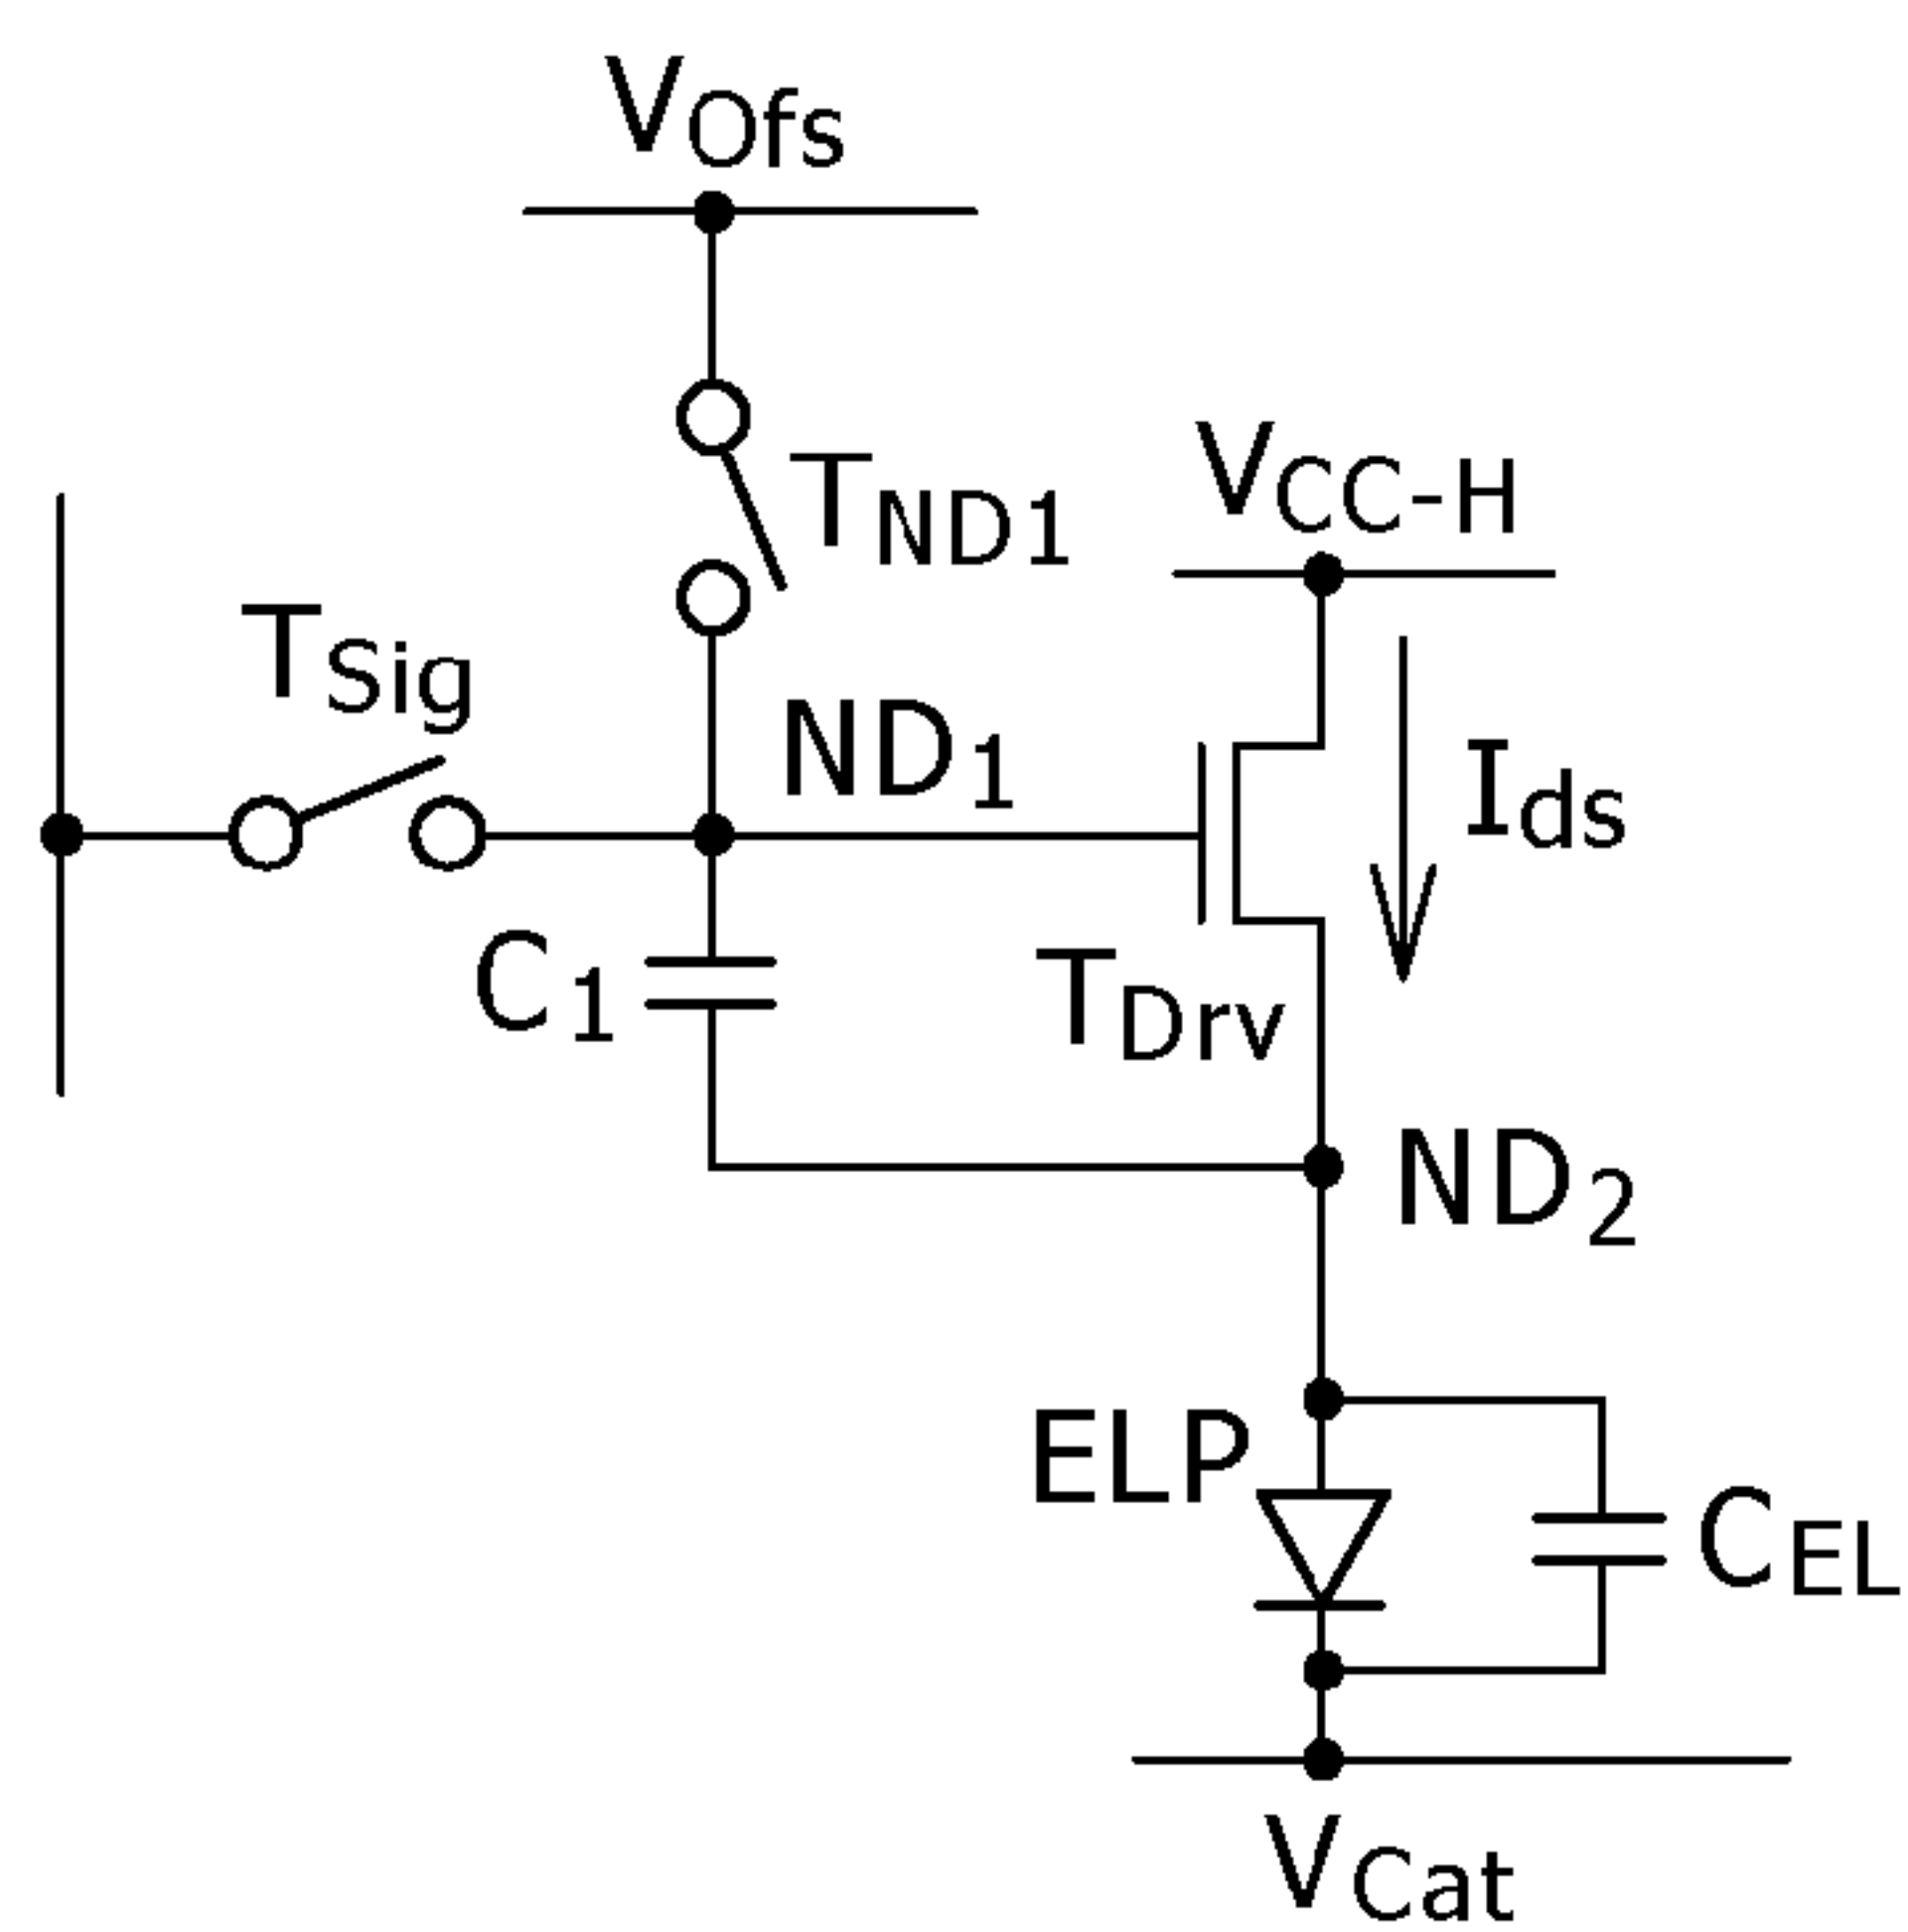 VOfs
TND1
VCC-H
TSig
ND1
Ids
C1
TDrv
ND2
ELP
CEL
VCat